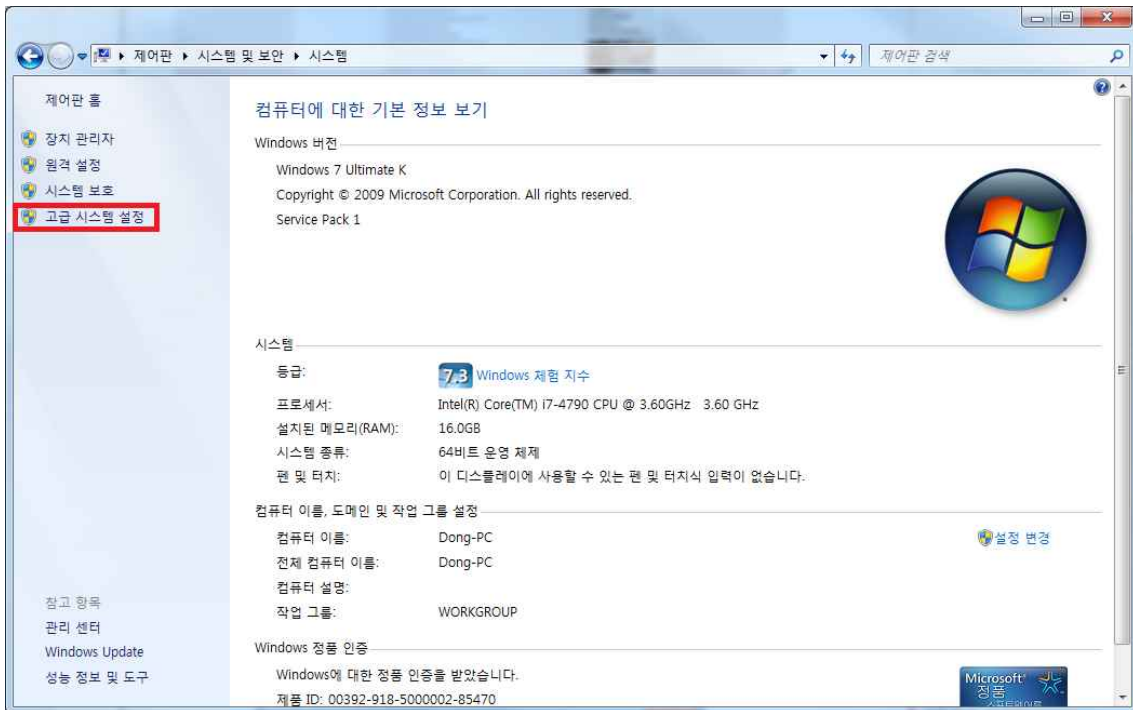 제어판 ▸ 시스템 및 보안 ▸ 시스템
제어판 검색
제어판 홈
장치 관리자
원격 설정
시스템 보호
고급 시스템 설정
컴퓨터에 대한 기본 정보 보기
Windows 버전
Windows 7 Ultimate K
Copyright © 2009 Microsoft Corporation. All rights reserved.
Service Pack 1
시스템
등급: 7.3 Windows 체험 지수
프로세서: Intel(R) Core(TM) i7-4790 CPU @ 3.60GHz 3.60 GHz
설치된 메모리(RAM): 16.0GB
시스템 종류: 64비트 운영 체제
펜 및 터치: 이 디스플레이에 사용할 수 있는 펜 및 터치식 입력이 없습니다.
컴퓨터 이름, 도메인 및 작업 그룹 설정
컴퓨터 이름: Dong-PC
설정 변경
전체 컴퓨터 이름: Dong-PC
컴퓨터 설명:
작업 그룹: WORKGROUP
Windows 정품 인증
Windows에 대한 정품 인증을 받았습니다.
제품 ID: 00392-918-5000002-85470
Microsoft
정품
참고 항목
관리 센터
Windows Update
성능 정보 및 도구